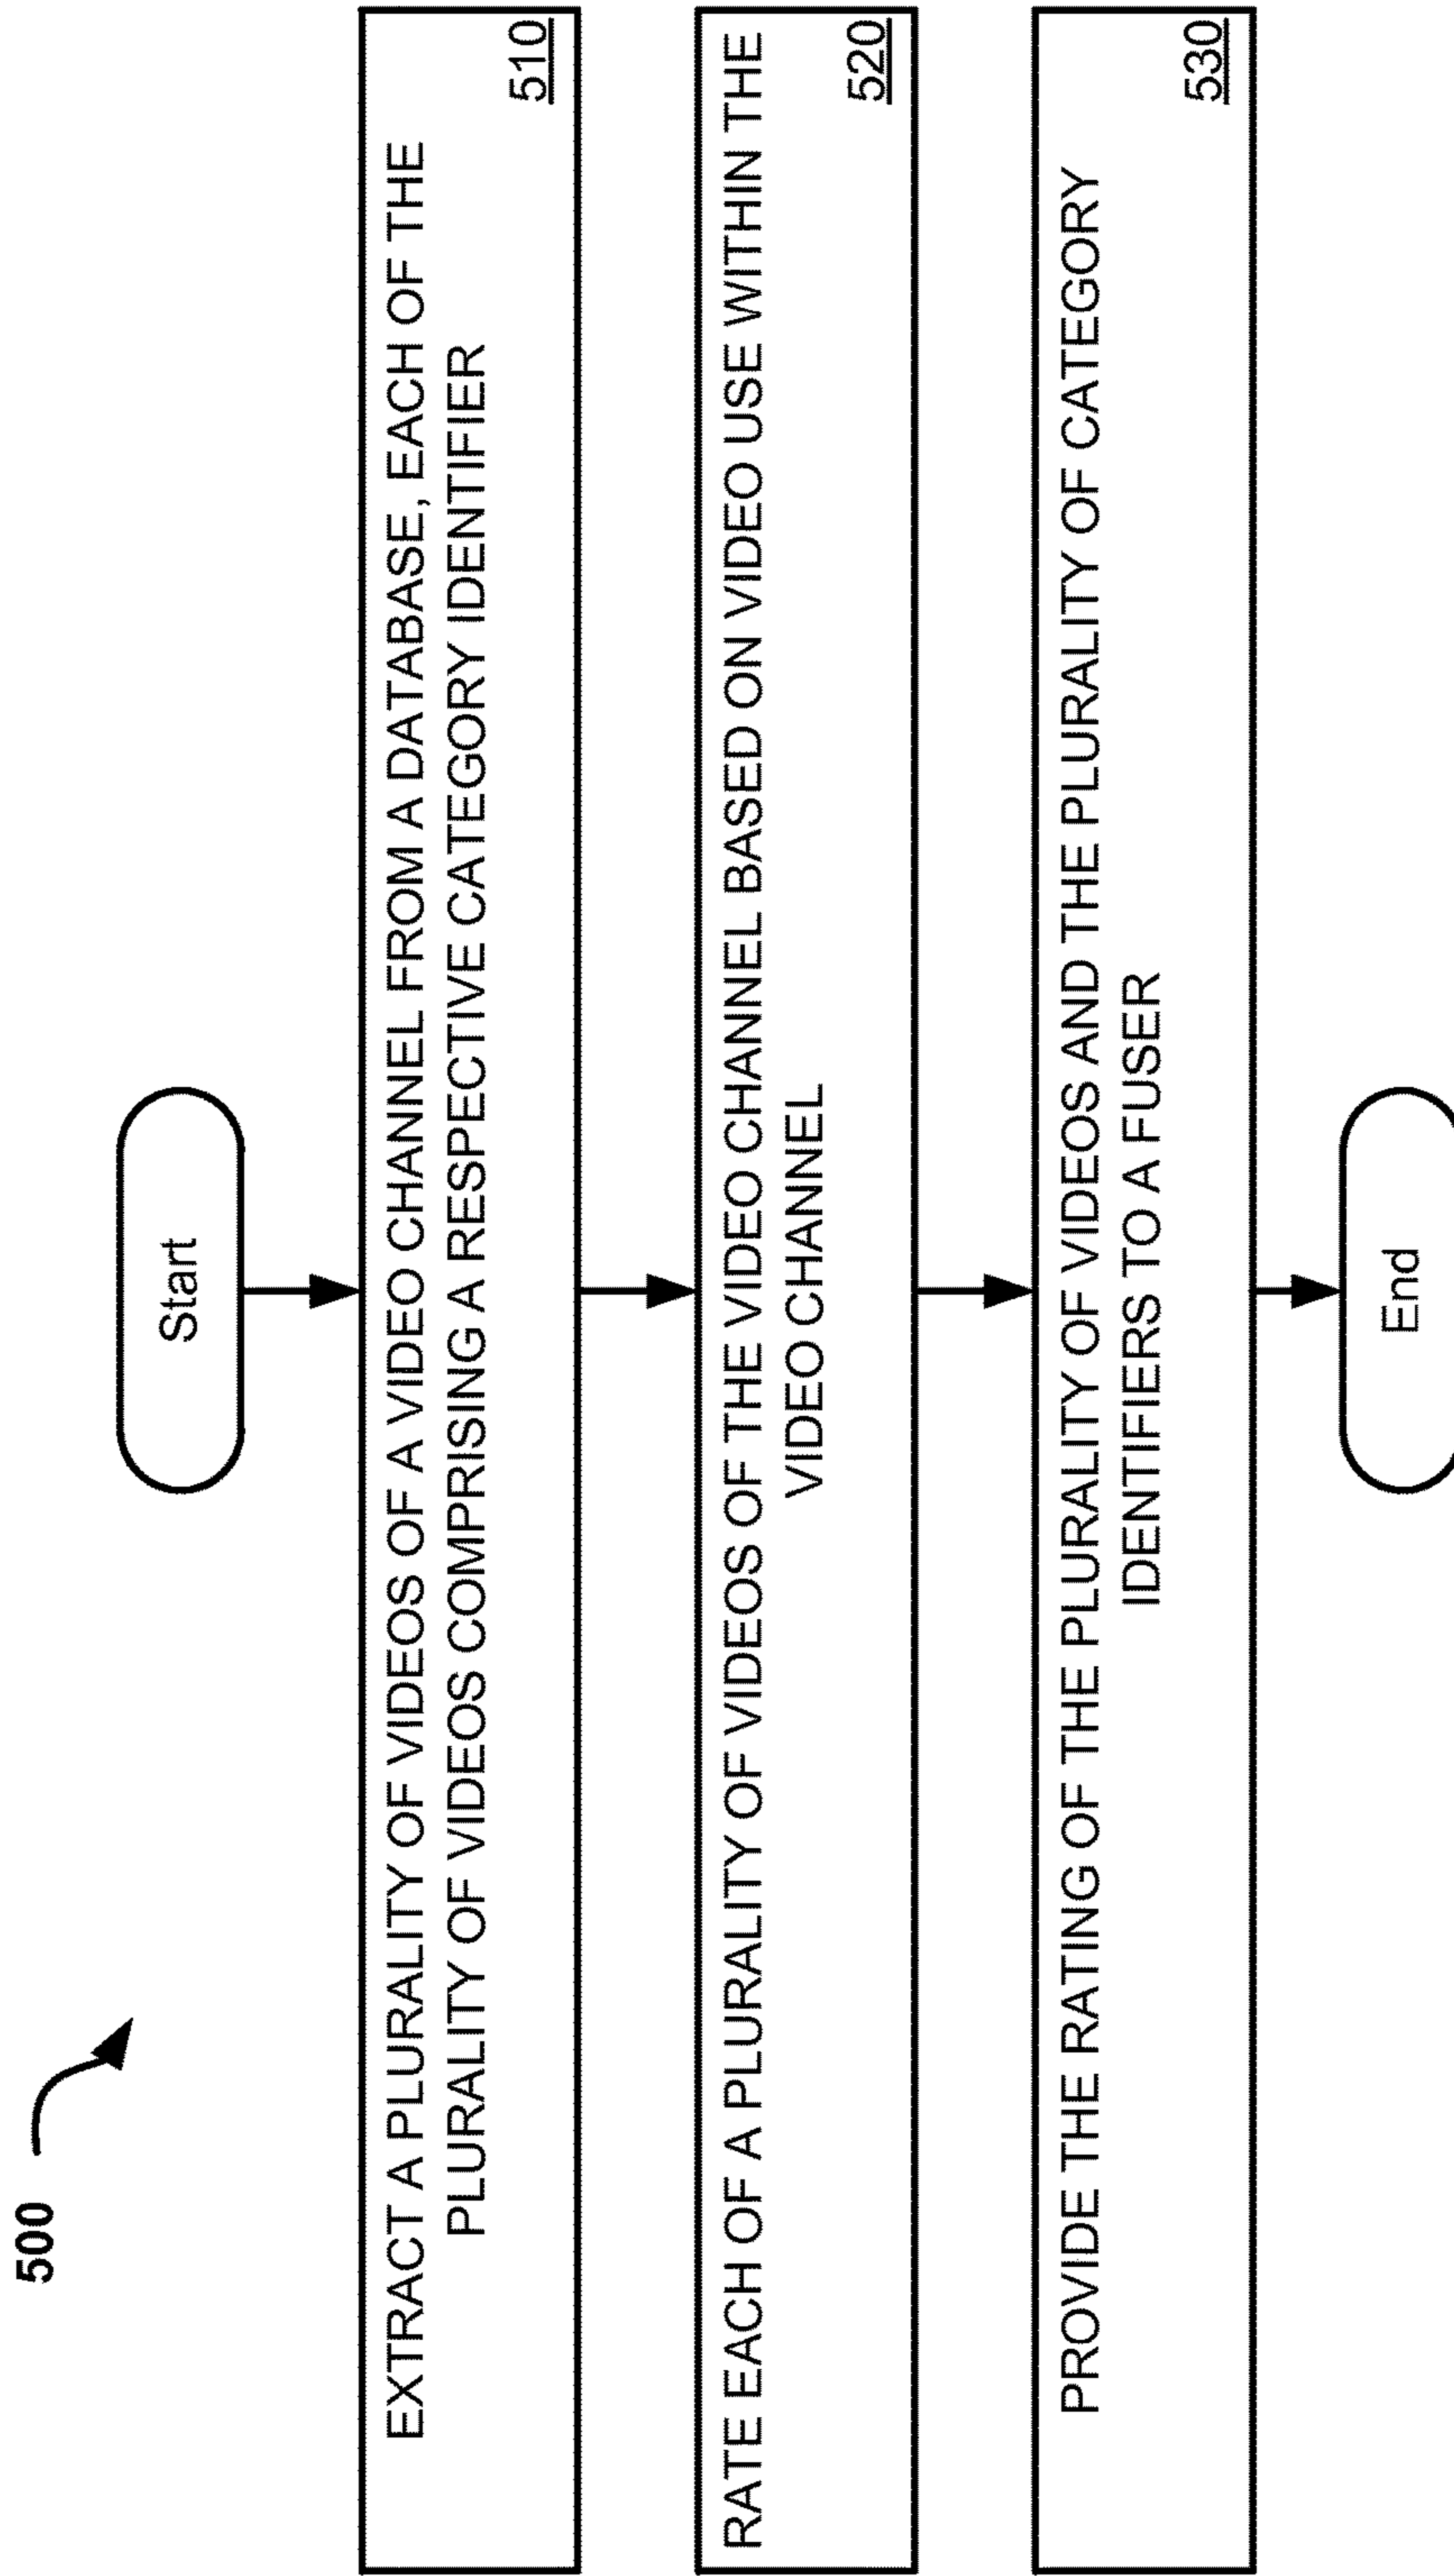 500
Start
EXTRACT A PLURALITY OF VIDEOS OF A VIDEO CHANNEL FROM A DATABASE, EACH OF THE
PLURALITY OF VIDEOS COMPRISING A RESPECTIVE CATEGORY IDENTIFIER
510
RATE EACH OF A PLURALITY OF VIDEOS OF THE VIDEO CHANNEL BASED ON VIDEO USE WITHIN THE
VIDEO CHANNEL
520
PROVIDE THE RATING OF THE PLURALITY OF VIDEOS AND THE PLURALITY OF CATEGORY
IDENTIFIERS TO A FUSER
530
End